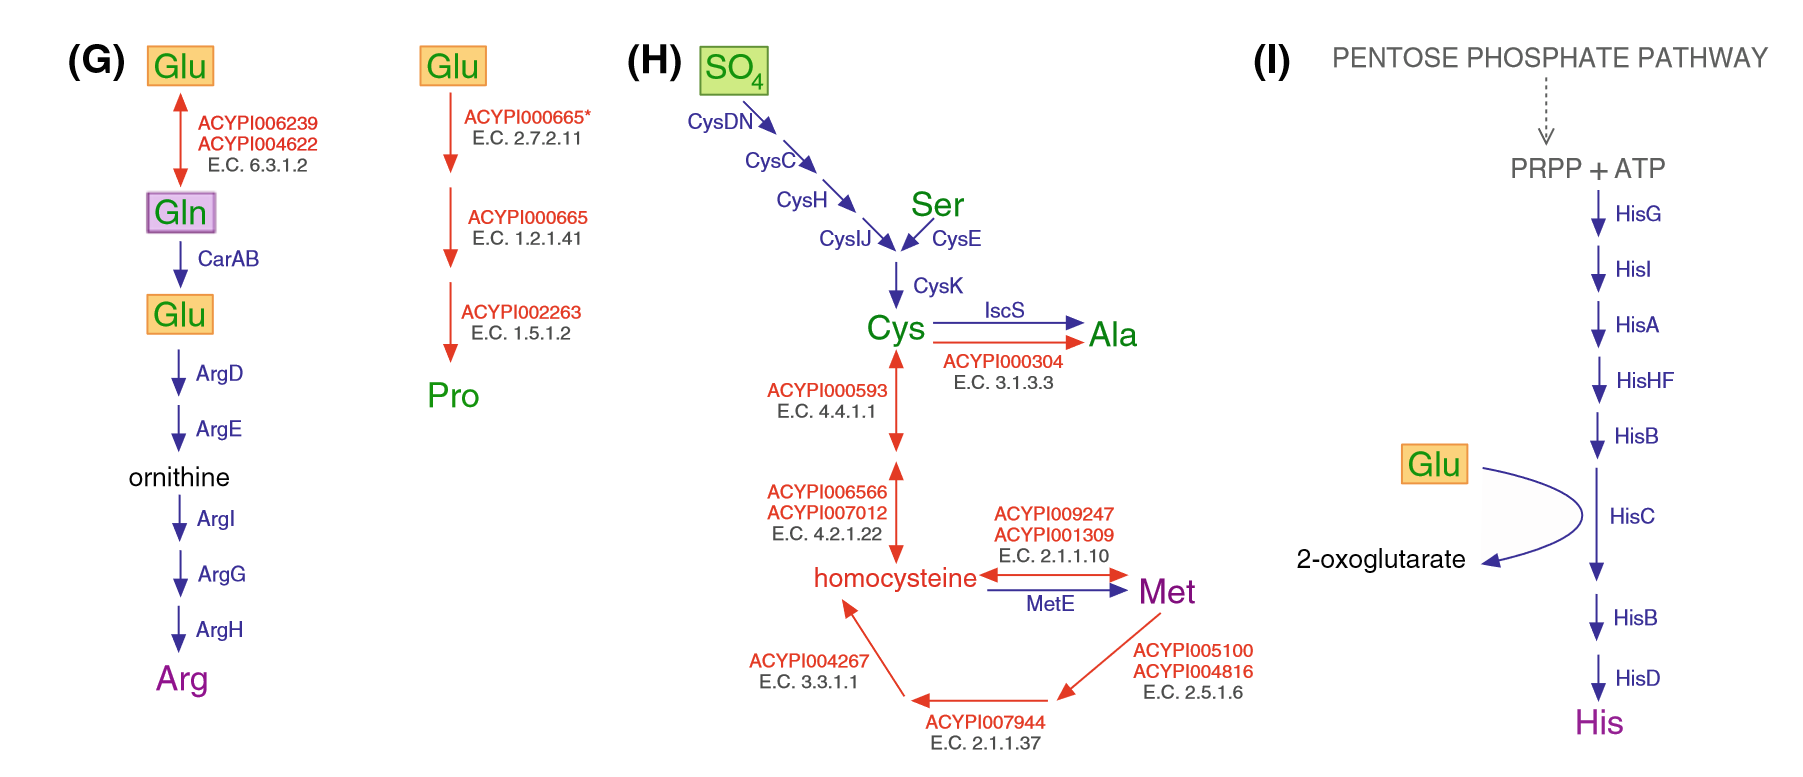 (G)
Glu
ACYPI006239
ACYPI004622
E.C. 6.3.1.2
Gln
CarAB
Glu
ArgD
ArgE
ornithine
ArgI
ArgG
ArgH
Arg
Glu
ACYPI000665*
E.C. 2.7.2.11
ACYPI000665
E.C. 1.2.1.41
ACYPI002263
E.C. 1.5.1.2
Pro
(H)
SO4
CysDN
CysC
CysH
CysIJ
Ser
CysE
CysK
Cys
IscS
Ala
ACYPI000304
E.C. 3.1.3.3
ACYPI000593
E.C. 4.4.1.1
ACYPI006566
ACYPI007012
E.C. 4.2.1.22
homocysteine
ACYPI009247
ACYPI001309
E.C. 2.1.1.10
MetE
Met
ACYPI005100
ACYPI004816
E.C. 2.5.1.6
ACYPI007944
E.C. 2.1.1.37
ACYPI004267
E.C. 3.3.1.1
(I)
PENTOSE PHOSPHATE PATHWAY
PRPP + ATP
HisG
HisI
HisA
HisHF
HisB
Glu
HisC
2-oxoglutarate
HisB
HisD
His